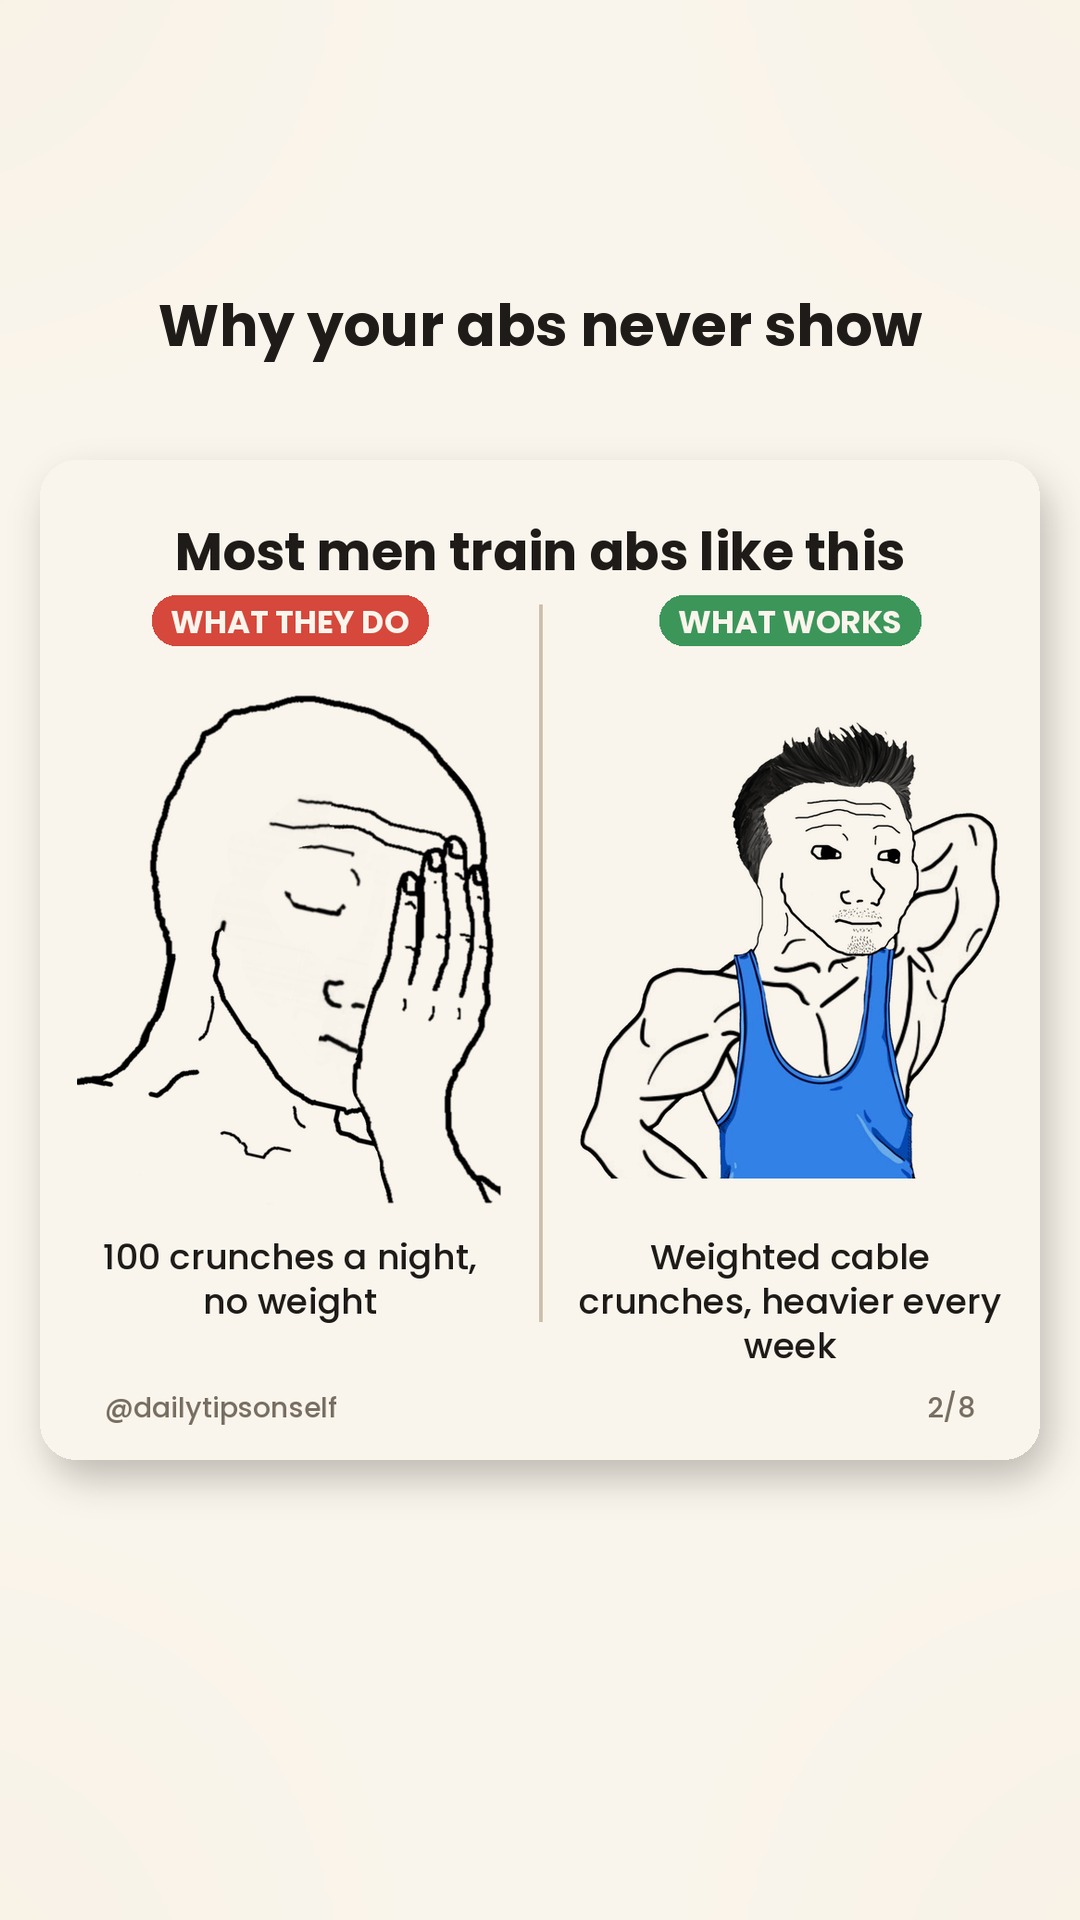 Why your abs never show
Most men train abs like this
WHAT THEY DO
WHAT WORKS
100 crunches a night,
no weight
Weighted cable
crunches, heavier every
week
@dailytipsonself
2/8